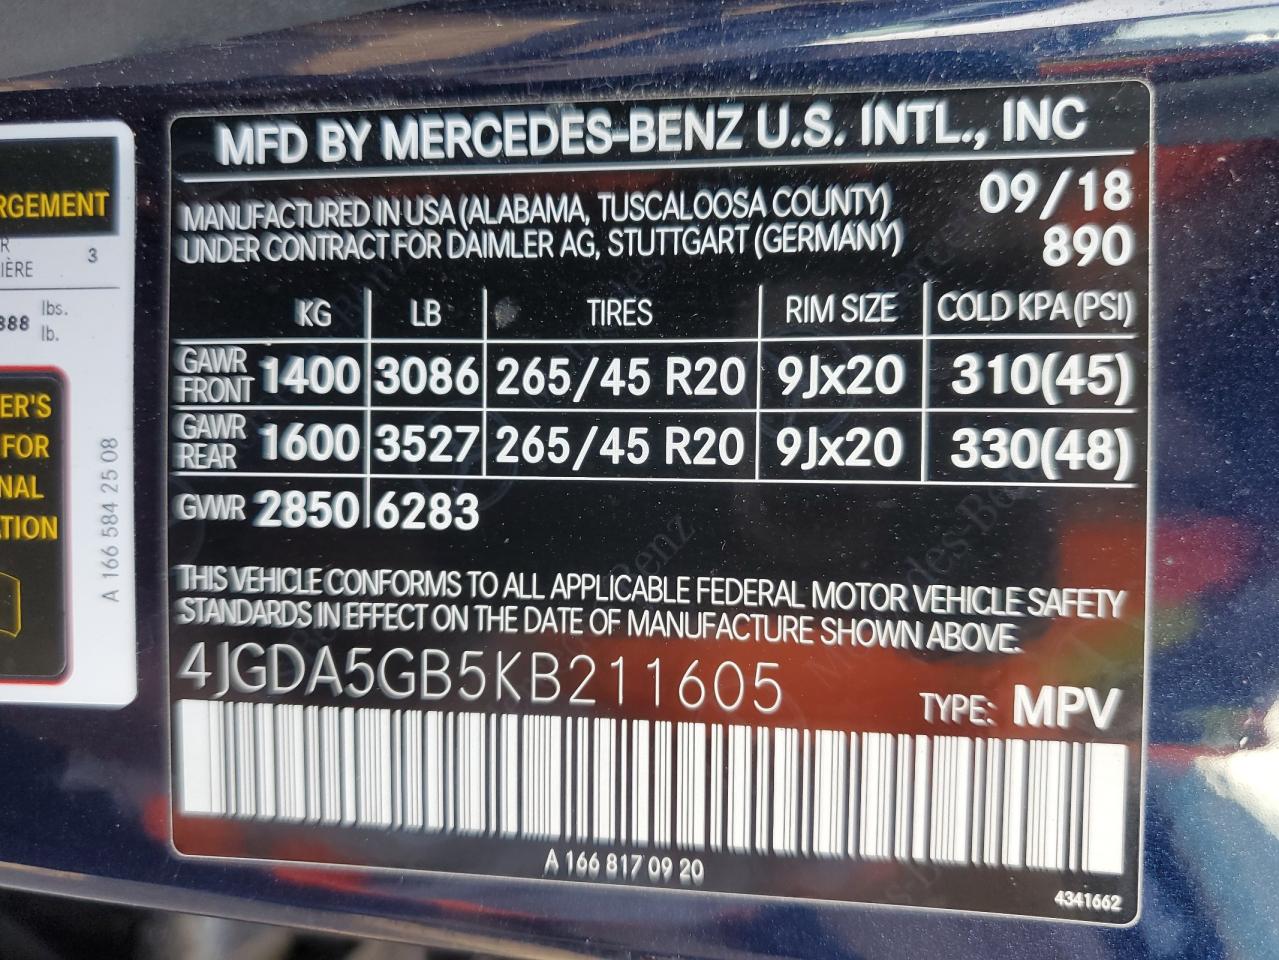 RGEMENT
R 3
IÈRE
888 lbs.
lb.
ER'S
FOR
NAL
ATION
A 166 584 25 08
MFD BY MERCEDES-BENZ U.S. INTL., INC
MANUFACTURED IN USA (ALABAMA, TUSCALOOSA COUNTY) 09/18
UNDER CONTRACT FOR DAIMLER AG, STUTTGART (GERMANY) 890
KG LB TIRES RIM SIZE COLD KPA (PSI)
GAWR FRONT 1400 3086 265/45 R20 9Jx20 310(45)
GAWR REAR 1600 3527 265/45 R20 9Jx20 330(48)
GVWR 2850 6283
THIS VEHICLE CONFORMS TO ALL APPLICABLE FEDERAL MOTOR VEHICLE SAFETY
STANDARDS IN EFFECT ON THE DATE OF MANUFACTURE SHOWN ABOVE.
4JGDA5GB5KB211605 TYPE: MPV
A 166 817 09 20
4341662